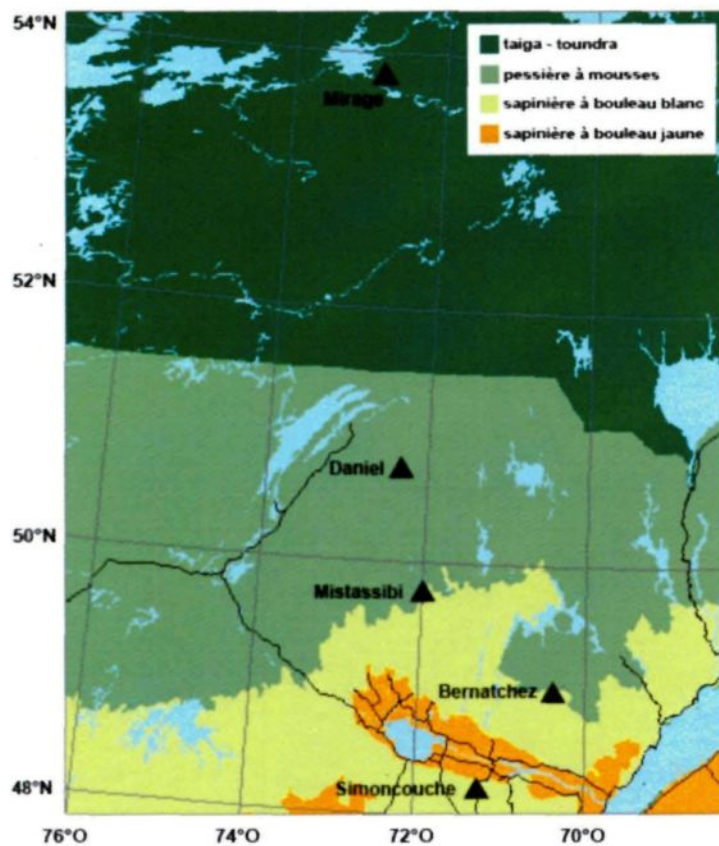 54°N
taiga - toundra
pessière à mousses
sapinière à bouleau blanc
sapinière à bouleau jaune
Mirage
52°N
Daniel
50°N
Mistassibi
Bernatchez
Simoncouche
48°N
76°O 74°O 72°O 70°O